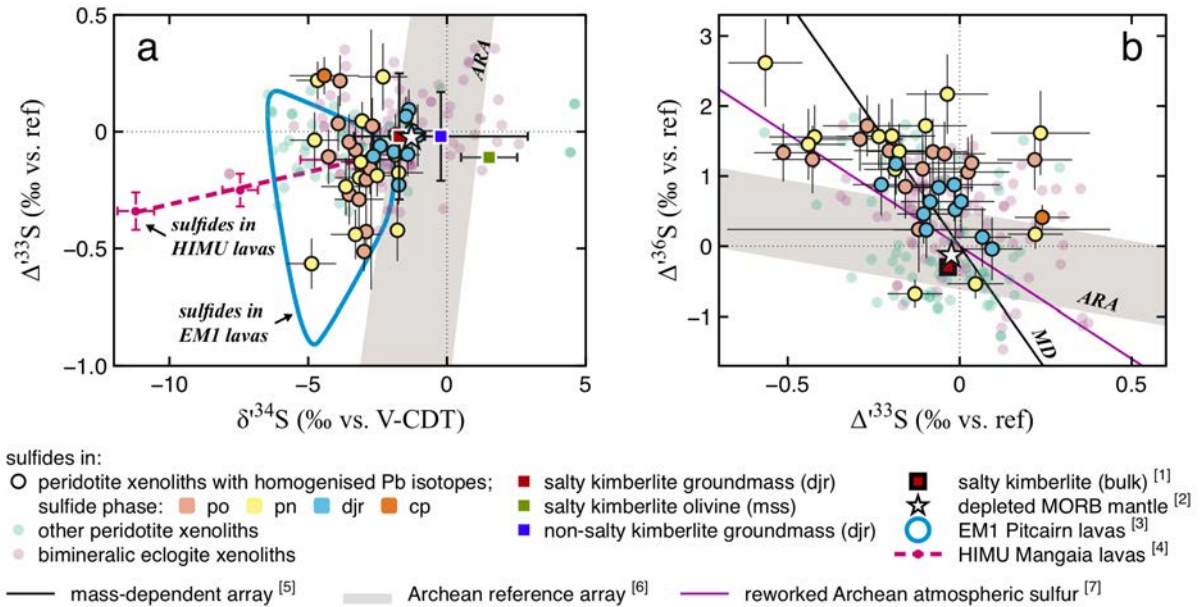 a
0.5
0
−0.5
−1.0
Δ'³³S (‰ vs. ref)
−10
−5
0
5
δ'³⁴S (‰ vs. V-CDT)
ARA
sulfides in
HIMU lavas
sulfides in
EM1 lavas
b
3
2
1
0
−1
Δ'³⁶S (‰ vs. ref)
−0.5
0
0.5
Δ'³³S (‰ vs. ref)
ARA
MD
sulfides in:
peridotite xenoliths with homogenised Pb isotopes;
sulfide phase: po pn djr cp
other peridotite xenoliths
bimineralic eclogite xenoliths
salty kimberlite groundmass (djr)
salty kimberlite olivine (mss)
non-salty kimberlite groundmass (djr)
salty kimberlite (bulk) [1]
depleted MORB mantle [2]
EM1 Pitcairn lavas [3]
HIMU Mangaia lavas [4]
mass-dependent array [5]
Archean reference array [6]
reworked Archean atmospheric sulfur [7]